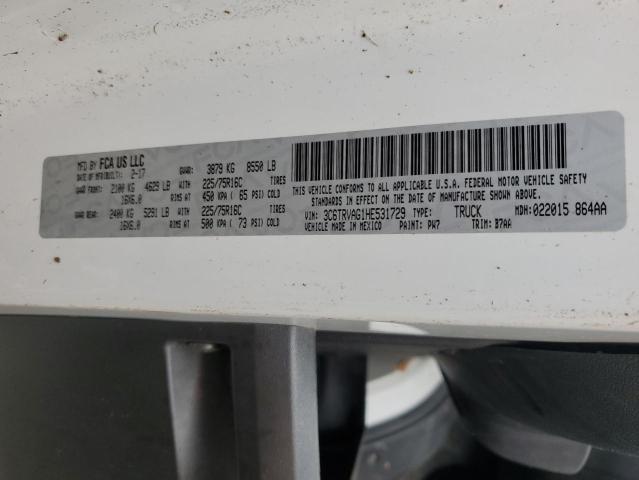 MFD BY FCA US LLC
DATE OF MFR(BUILT): 2-17 GVWR: 3879 KG 8550 LB
GAWR FRONT: 2100 KG 4629 LB WITH 225/75R16C TIRES
16X6.0 RIMS AT 450 KPA( 65 PSI) COLD
GAWR REAR: 2400 KG 5291 LB WITH 225/75R16C TIRES
16X6.0 RIMS AT 500 KPA( 73 PSI) COLD
THIS VEHICLE CONFORMS TO ALL APPLICABLE U.S.A. FEDERAL MOTOR VEHICLE SAFETY
STANDARDS IN EFFECT ON THE DATE OF MANUFACTURE SHOWN ABOVE.
VIN: 3C6TRVAG1HE531729 TYPE: TRUCK MDH:022015 864AA
VEHICLE MADE IN MEXICO PAINT: PW7 TRIM: B7AA